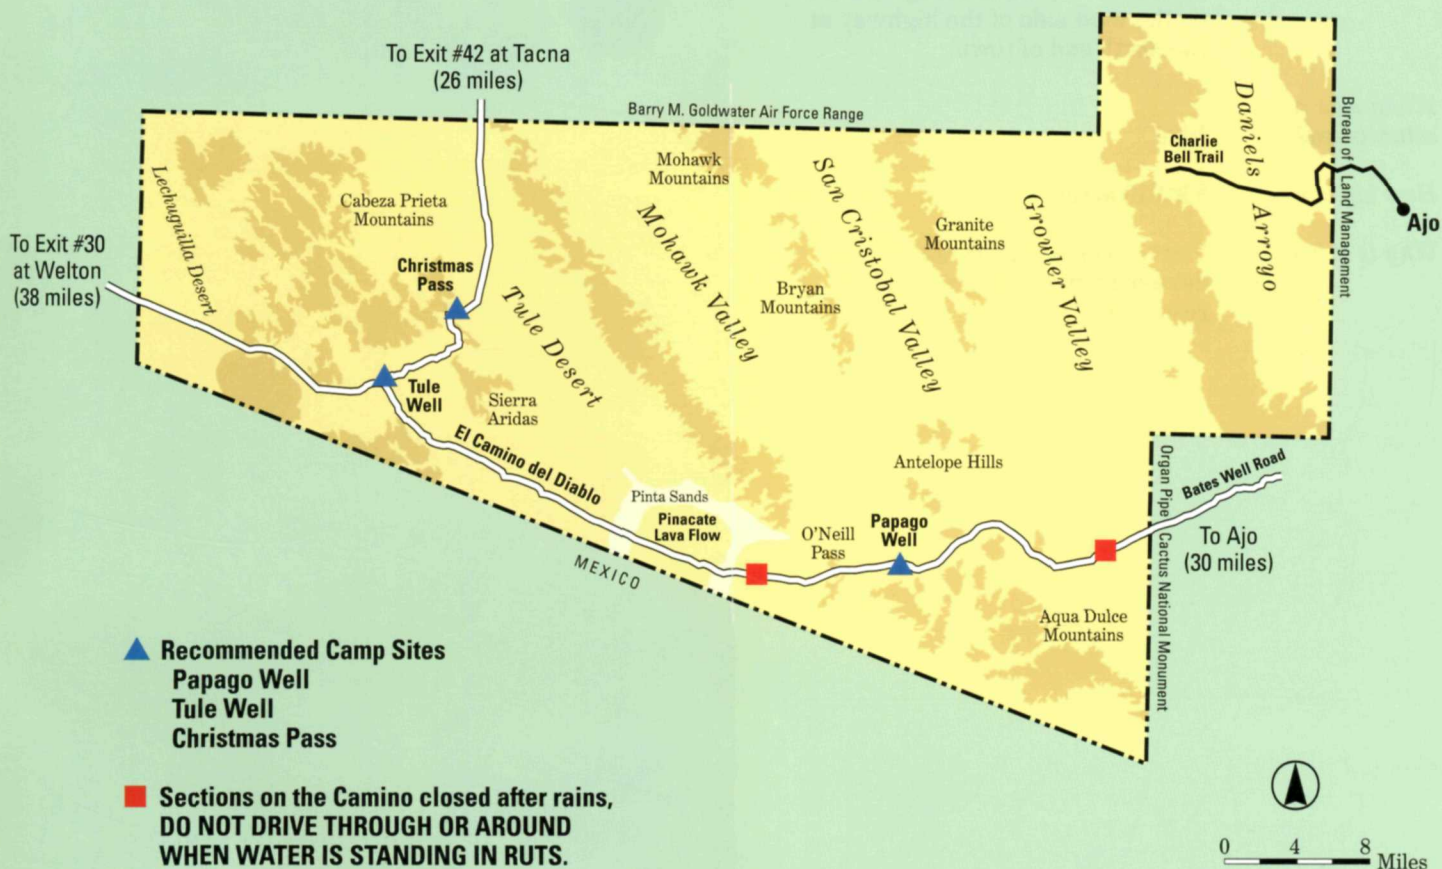 To Exit #42 at Tacna
(26 miles)
Barry M. Goldwater Air Force Range
Daniels
Arroyo
Bureau of Land Management
Charlie
Bell Trail
Ajo
Lechuguilla Desert
Cabeza Prieta
Mountains
Mohawk
Mountains
Mohawk Valley
San Cristobal Valley
Granite
Mountains
Growler Valley
To Exit #30
at Welton
(38 miles)
Christmas
Pass
Tule Desert
Bryan
Mountains
Tule
Well
Sierra
Aridas
El Camino del Diablo
Antelope Hills
Organ Pipe Cactus National Monument
Bates Well Road
Pinta Sands
Pinacate
Lava Flow
O'Neill
Pass
Papago
Well
To Ajo
(30 miles)
MEXICO
Aqua Dulce
Mountains
Recommended Camp Sites
Papago Well
Tule Well
Christmas Pass
Sections on the Camino closed after rains,
DO NOT DRIVE THROUGH OR AROUND
WHEN WATER IS STANDING IN RUTS.
0 4 8 Miles